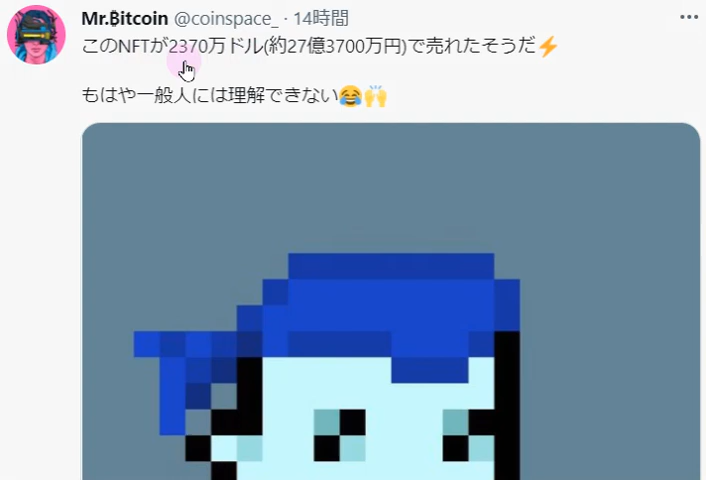 Mr.₿itcoin @coinspace_ · 14時間
このNFTが2370万ドル(約27億3700万円)で売れたそうだ⚡
もはや一般人には理解できない😂🙌